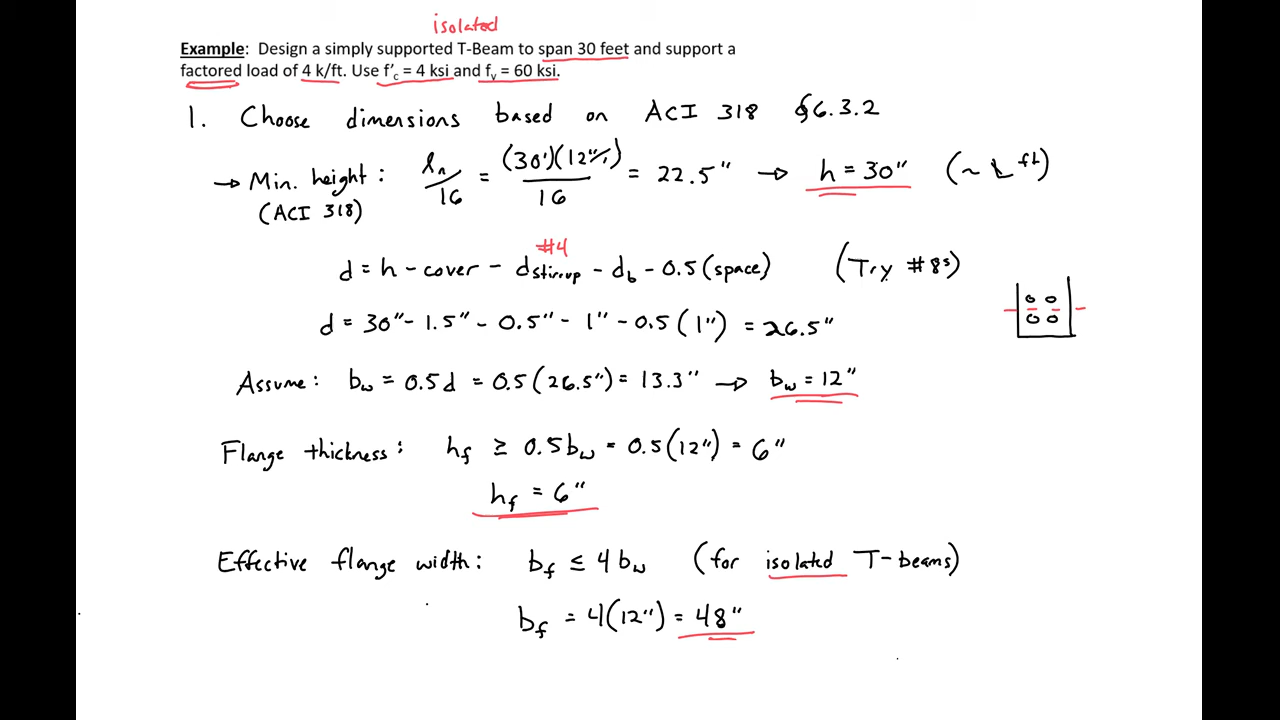 isolated
Example: Design a simply supported T-Beam to span 30 feet and support a
factored load of 4 k/ft. Use f'c = 4 ksi and fy = 60 ksi.
1. Choose dimensions based on ACI 318 §6.3.2
→ Min. height: ln/16 = (30')(12"/')/16 = 22.5" → h = 30" (~ L ft)
(ACI 318)
#4
d = h - cover - dstirrup - db - 0.5(space) (Try #8s)
d = 30" - 1.5" - 0.5" - 1" - 0.5(1") = 26.5"
Assume: bw = 0.5d = 0.5(26.5") = 13.3" → bw = 12"
Flange thickness: hf ≥ 0.5bw = 0.5(12") = 6"
hf = 6"
Effective flange width: bf ≤ 4bw (for isolated T-beams)
bf = 4(12") = 48"